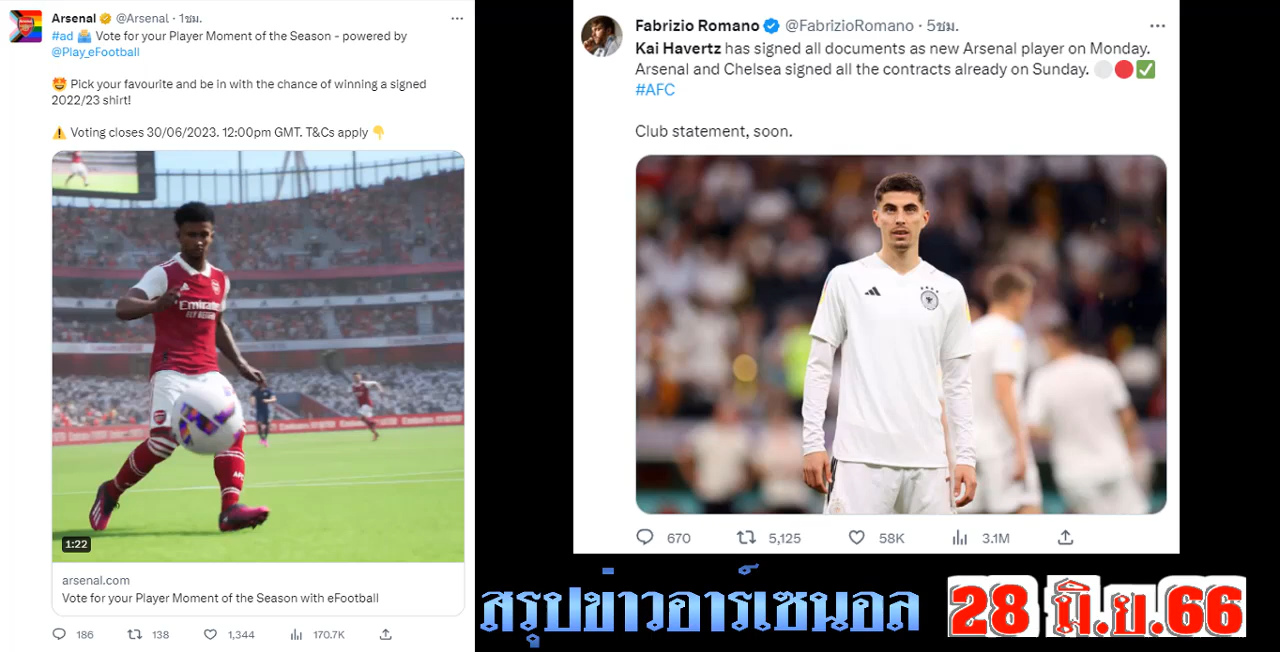 Arsenal @Arsenal · 1ชม.
#ad 🗳️ Vote for your Player Moment of the Season - powered by
@Play_eFootball
🤩 Pick your favourite and be in with the chance of winning a signed
2022/23 shirt!
⚠️ Voting closes 30/06/2023. 12:00pm GMT. T&Cs apply 👇
Emirates
FLY BETTER
1:22
arsenal.com
Vote for your Player Moment of the Season with eFootball
186 138 1,344 170.7K
Fabrizio Romano @FabrizioRomano · 5ชม.
Kai Havertz has signed all documents as new Arsenal player on Monday.
Arsenal and Chelsea signed all the contracts already on Sunday. ⚪🔴✅
#AFC
Club statement, soon.
670 5,125 58K 3.1M
สรุปข่าวอาร์เซนอล 28 มิ.ย.66